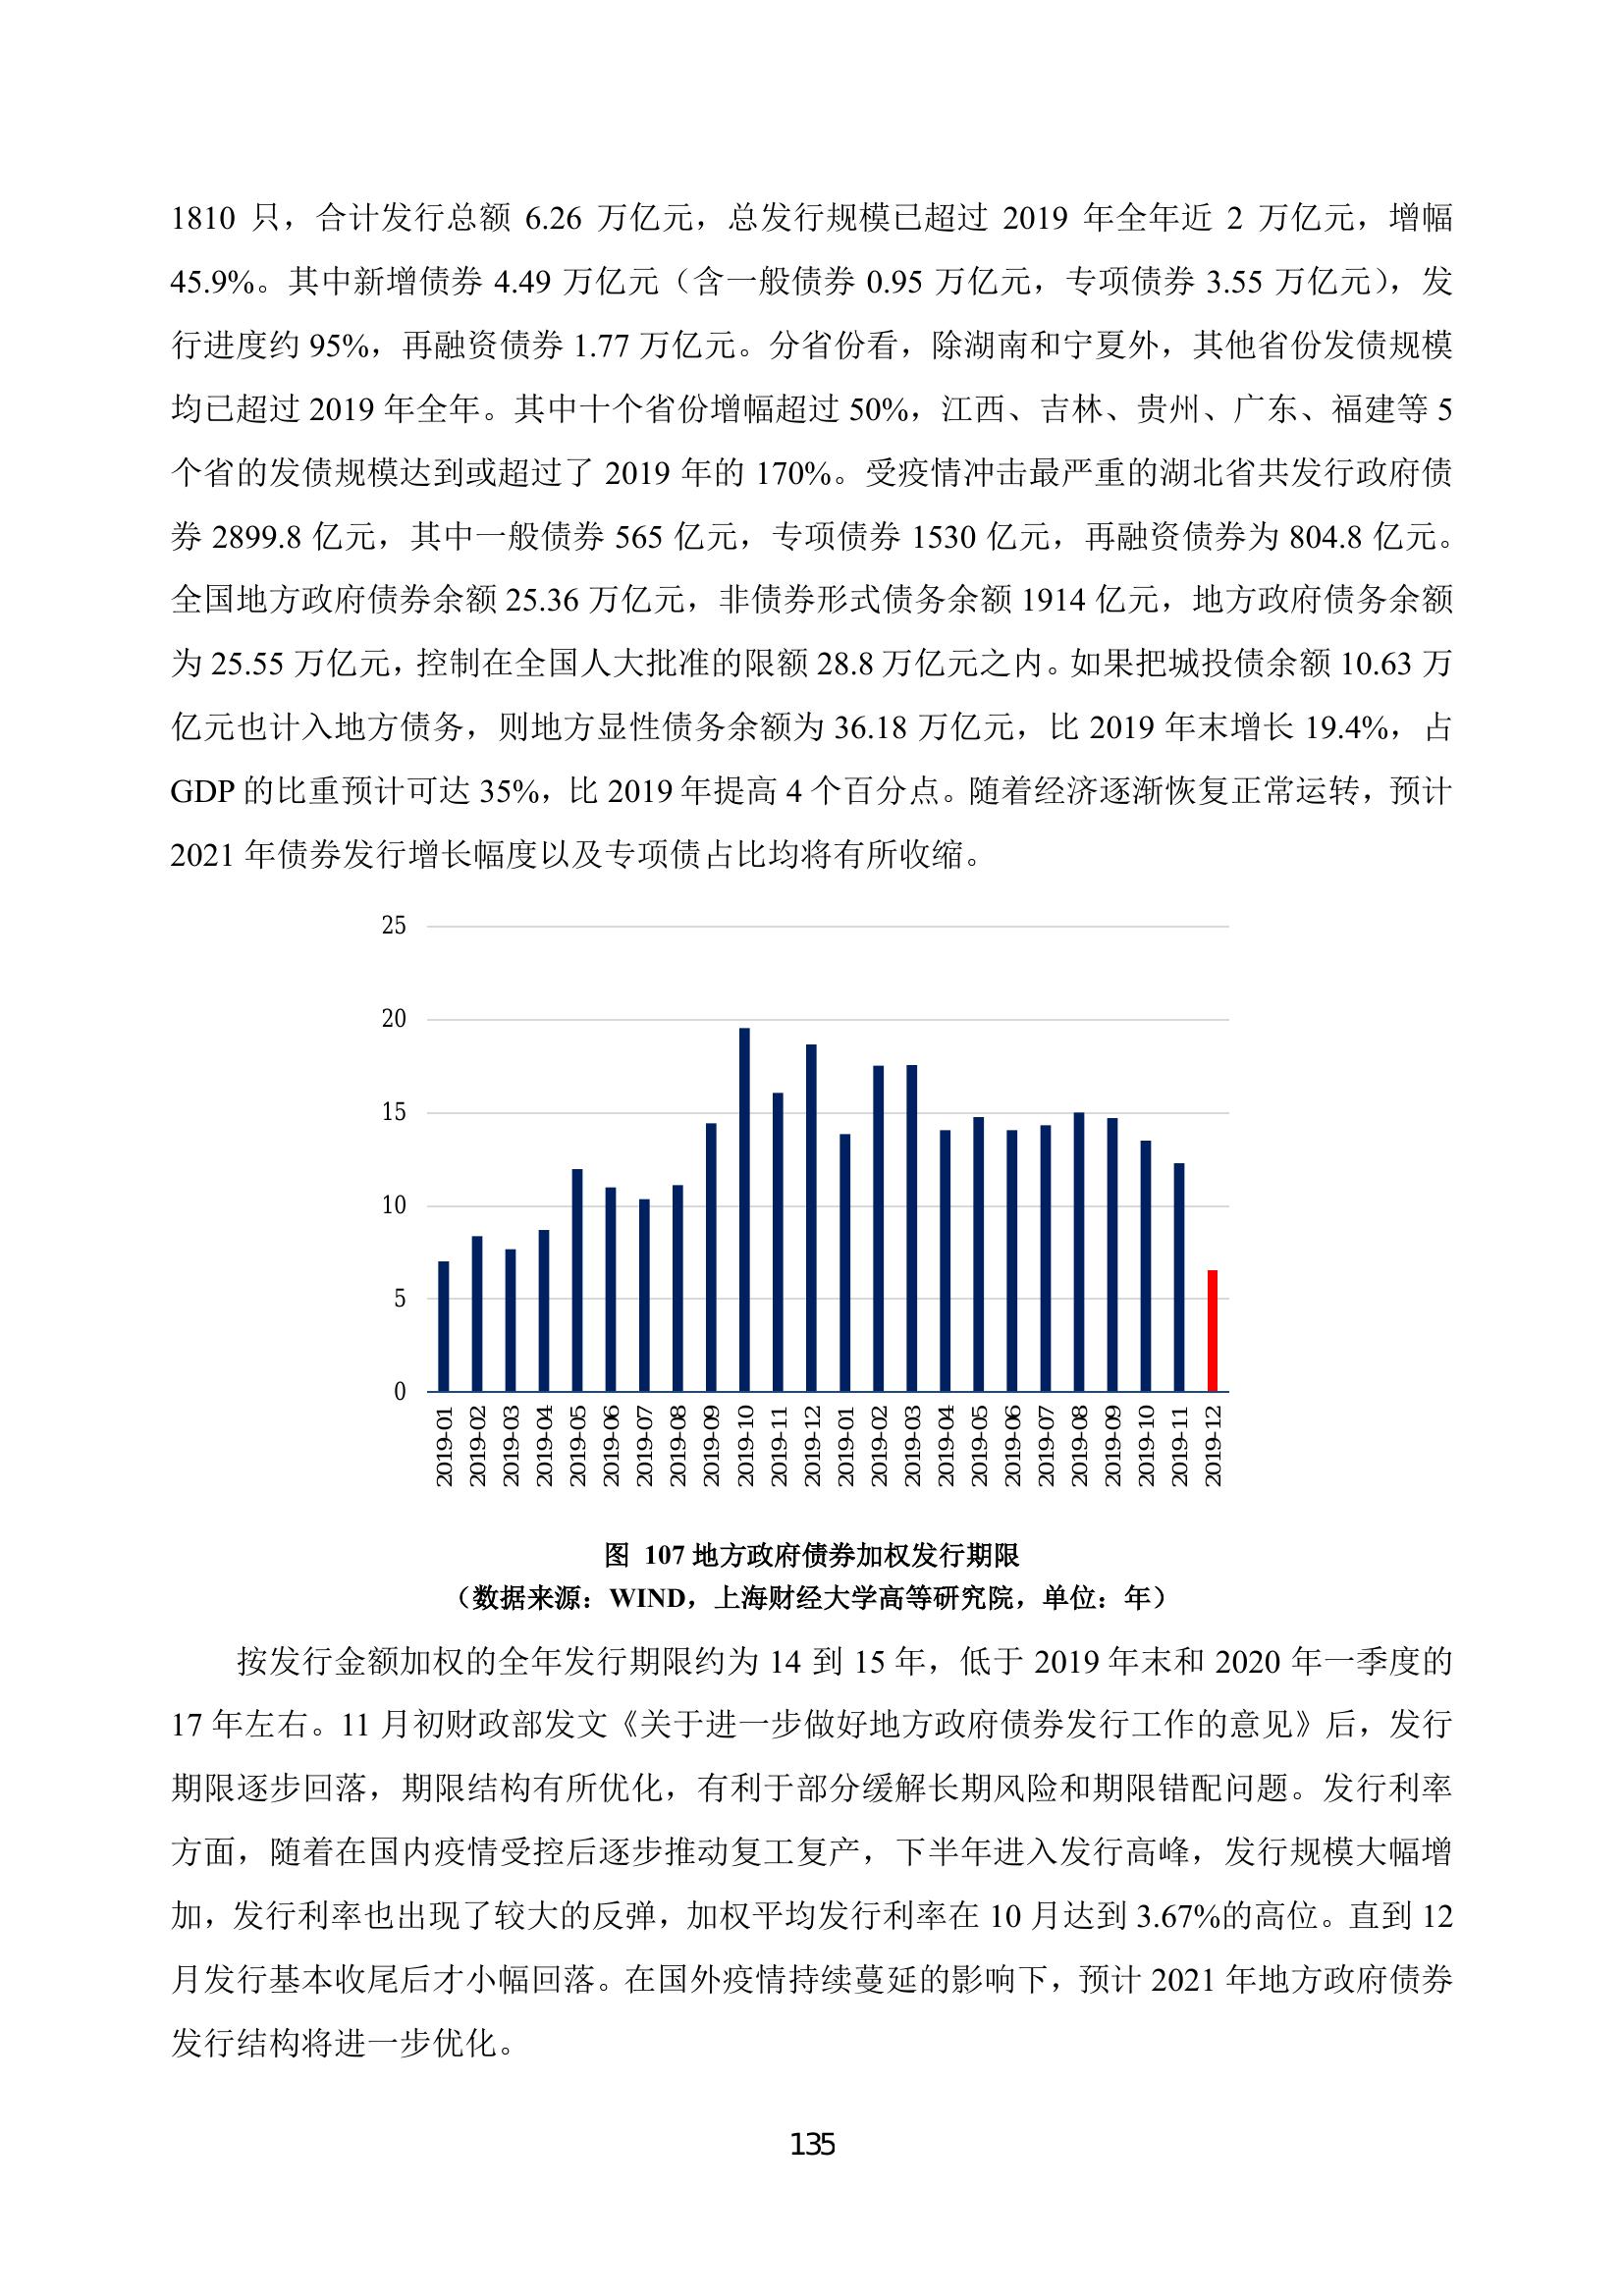 1810 只，合计发行总额 6.26 万亿元，总发行规模已超过 2019 年全年近 2 万亿元，增幅
45.9%。其中新增债券 4.49 万亿元（含一般债券 0.95 万亿元，专项债券 3.55 万亿元），发
行进度约 95%，再融资债券 1.77 万亿元。分省份看，除湖南和宁夏外，其他省份发债规模
均已超过 2019 年全年。其中十个省份增幅超过 50%，江西、吉林、贵州、广东、福建等 5
个省的发债规模达到或超过了 2019 年的 170%。受疫情冲击最严重的湖北省共发行政府债
券 2899.8 亿元，其中一般债券 565 亿元，专项债券 1530 亿元，再融资债券为 804.8 亿元。
全国地方政府债券余额 25.36 万亿元，非债券形式债务余额 1914 亿元，地方政府债务余额
为 25.55 万亿元，控制在全国人大批准的限额 28.8 万亿元之内。如果把城投债余额 10.63 万
亿元也计入地方债务，则地方显性债务余额为 36.18 万亿元，比 2019 年末增长 19.4%，占
GDP 的比重预计可达 35%，比 2019 年提高 4 个百分点。随着经济逐渐恢复正常运转，预计
2021 年债券发行增长幅度以及专项债占比均将有所收缩。
25
20
15
10
5
0
2019-01
2019-02
2019-03
2019-04
2019-05
2019-06
2019-07
2019-08
2019-09
2019-10
2019-11
2019-12
2019-01
2019-02
2019-03
2019-04
2019-05
2019-06
2019-07
2019-08
2019-09
2019-10
2019-11
2019-12
图 107 地方政府债券加权发行期限
（数据来源：WIND，上海财经大学高等研究院，单位：年）
按发行金额加权的全年发行期限约为 14 到 15 年，低于 2019 年末和 2020 年一季度的
17 年左右。11 月初财政部发文《关于进一步做好地方政府债券发行工作的意见》后，发行
期限逐步回落，期限结构有所优化，有利于部分缓解长期风险和期限错配问题。发行利率
方面，随着在国内疫情受控后逐步推动复工复产，下半年进入发行高峰，发行规模大幅增
加，发行利率也出现了较大的反弹，加权平均发行利率在 10 月达到 3.67%的高位。直到 12
月发行基本收尾后才小幅回落。在国外疫情持续蔓延的影响下，预计 2021 年地方政府债券
发行结构将进一步优化。
135